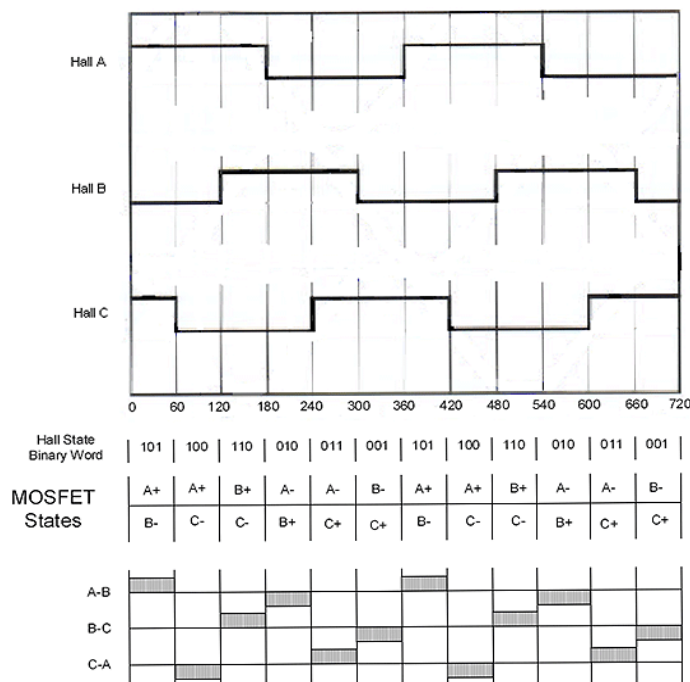 Hall A
Hall B
Hall C
0 60 120 180 240 300 360 420 480 540 600 660 720
Hall State
Binary Word
101 100 110 010 011 001 101 100 110 010 011 001
MOSFET
States
A+ A+ B+ A- A- B- A+ A+ B+ A- A- B-
B- C- C- B+ C+ C+ B- C- C- B+ C+ C+
A-B
B-C
C-A